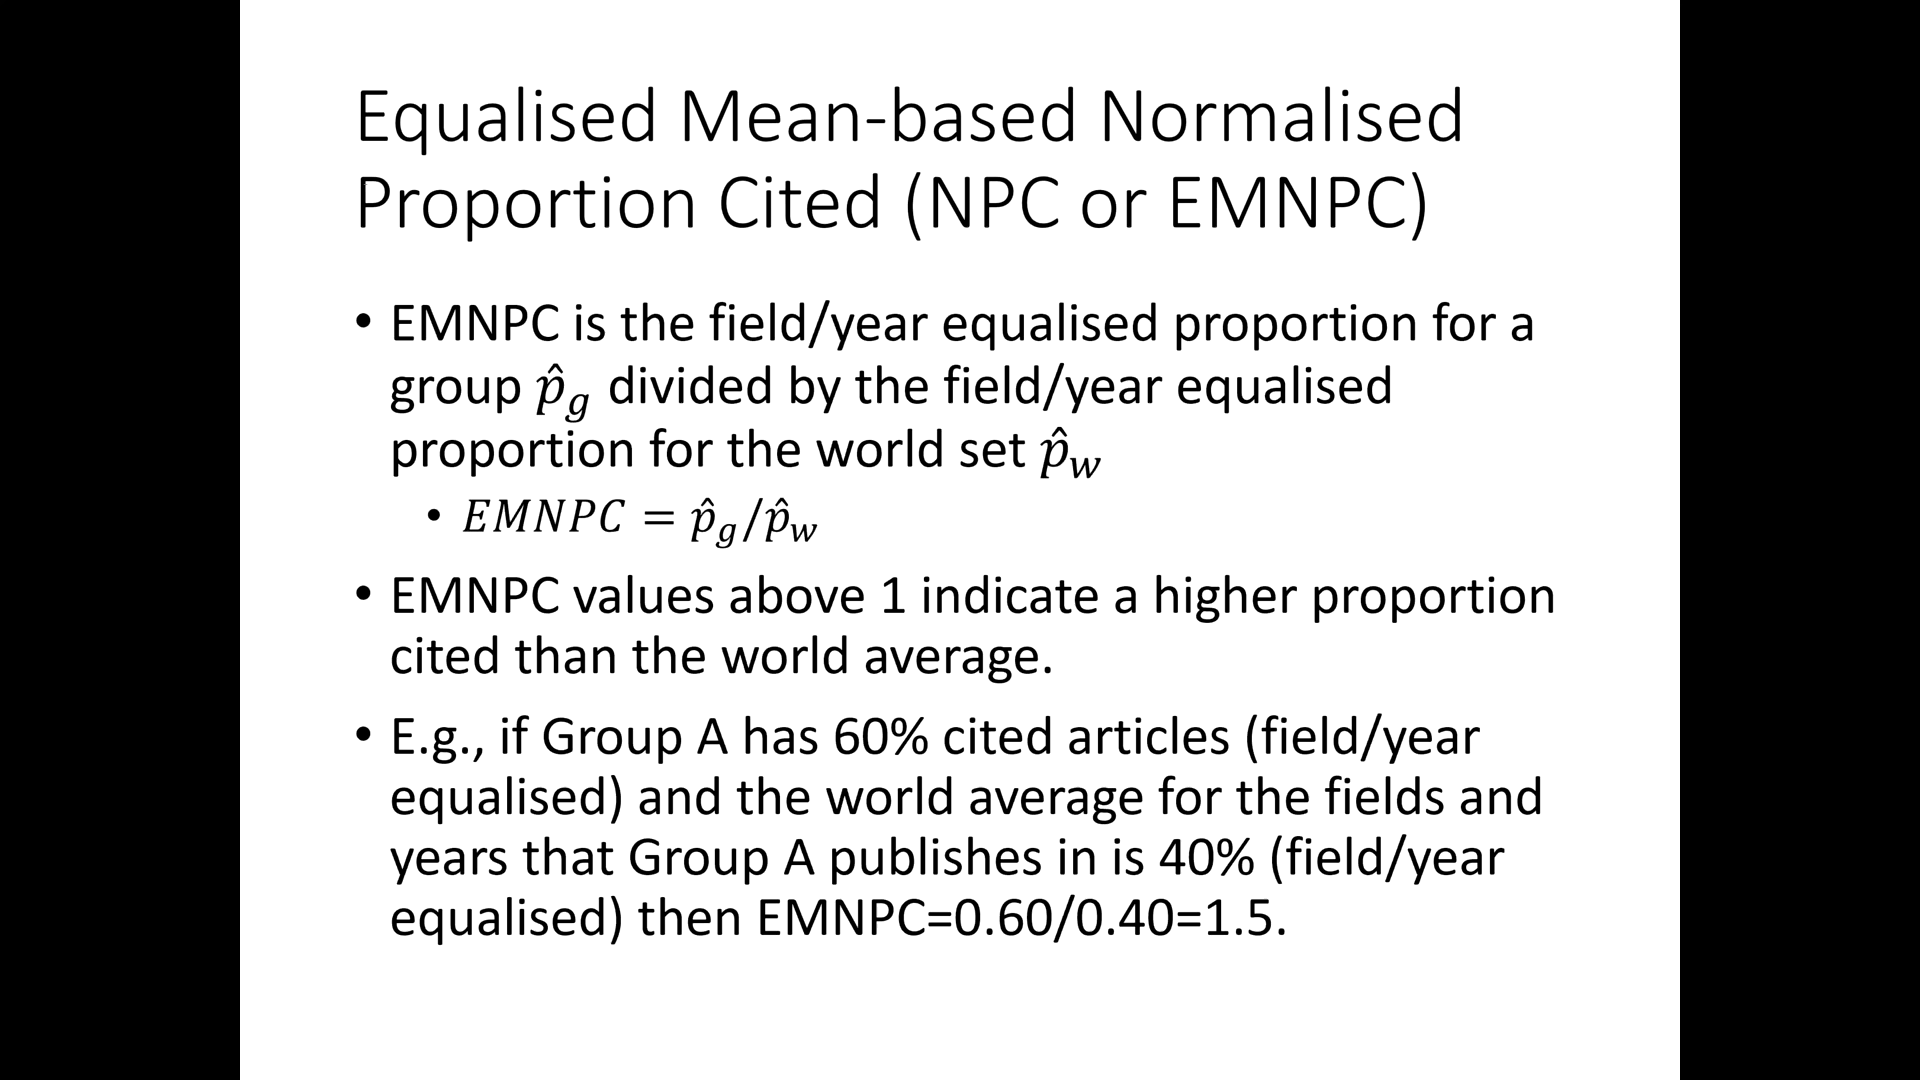 Equalised Mean-based Normalised
Proportion Cited (NPC or EMNPC)
• EMNPC is the field/year equalised proportion for a
group p̂_g divided by the field/year equalised
proportion for the world set p̂_w
• EMNPC = p̂_g/p̂_w
• EMNPC values above 1 indicate a higher proportion
cited than the world average.
• E.g., if Group A has 60% cited articles (field/year
equalised) and the world average for the fields and
years that Group A publishes in is 40% (field/year
equalised) then EMNPC=0.60/0.40=1.5.